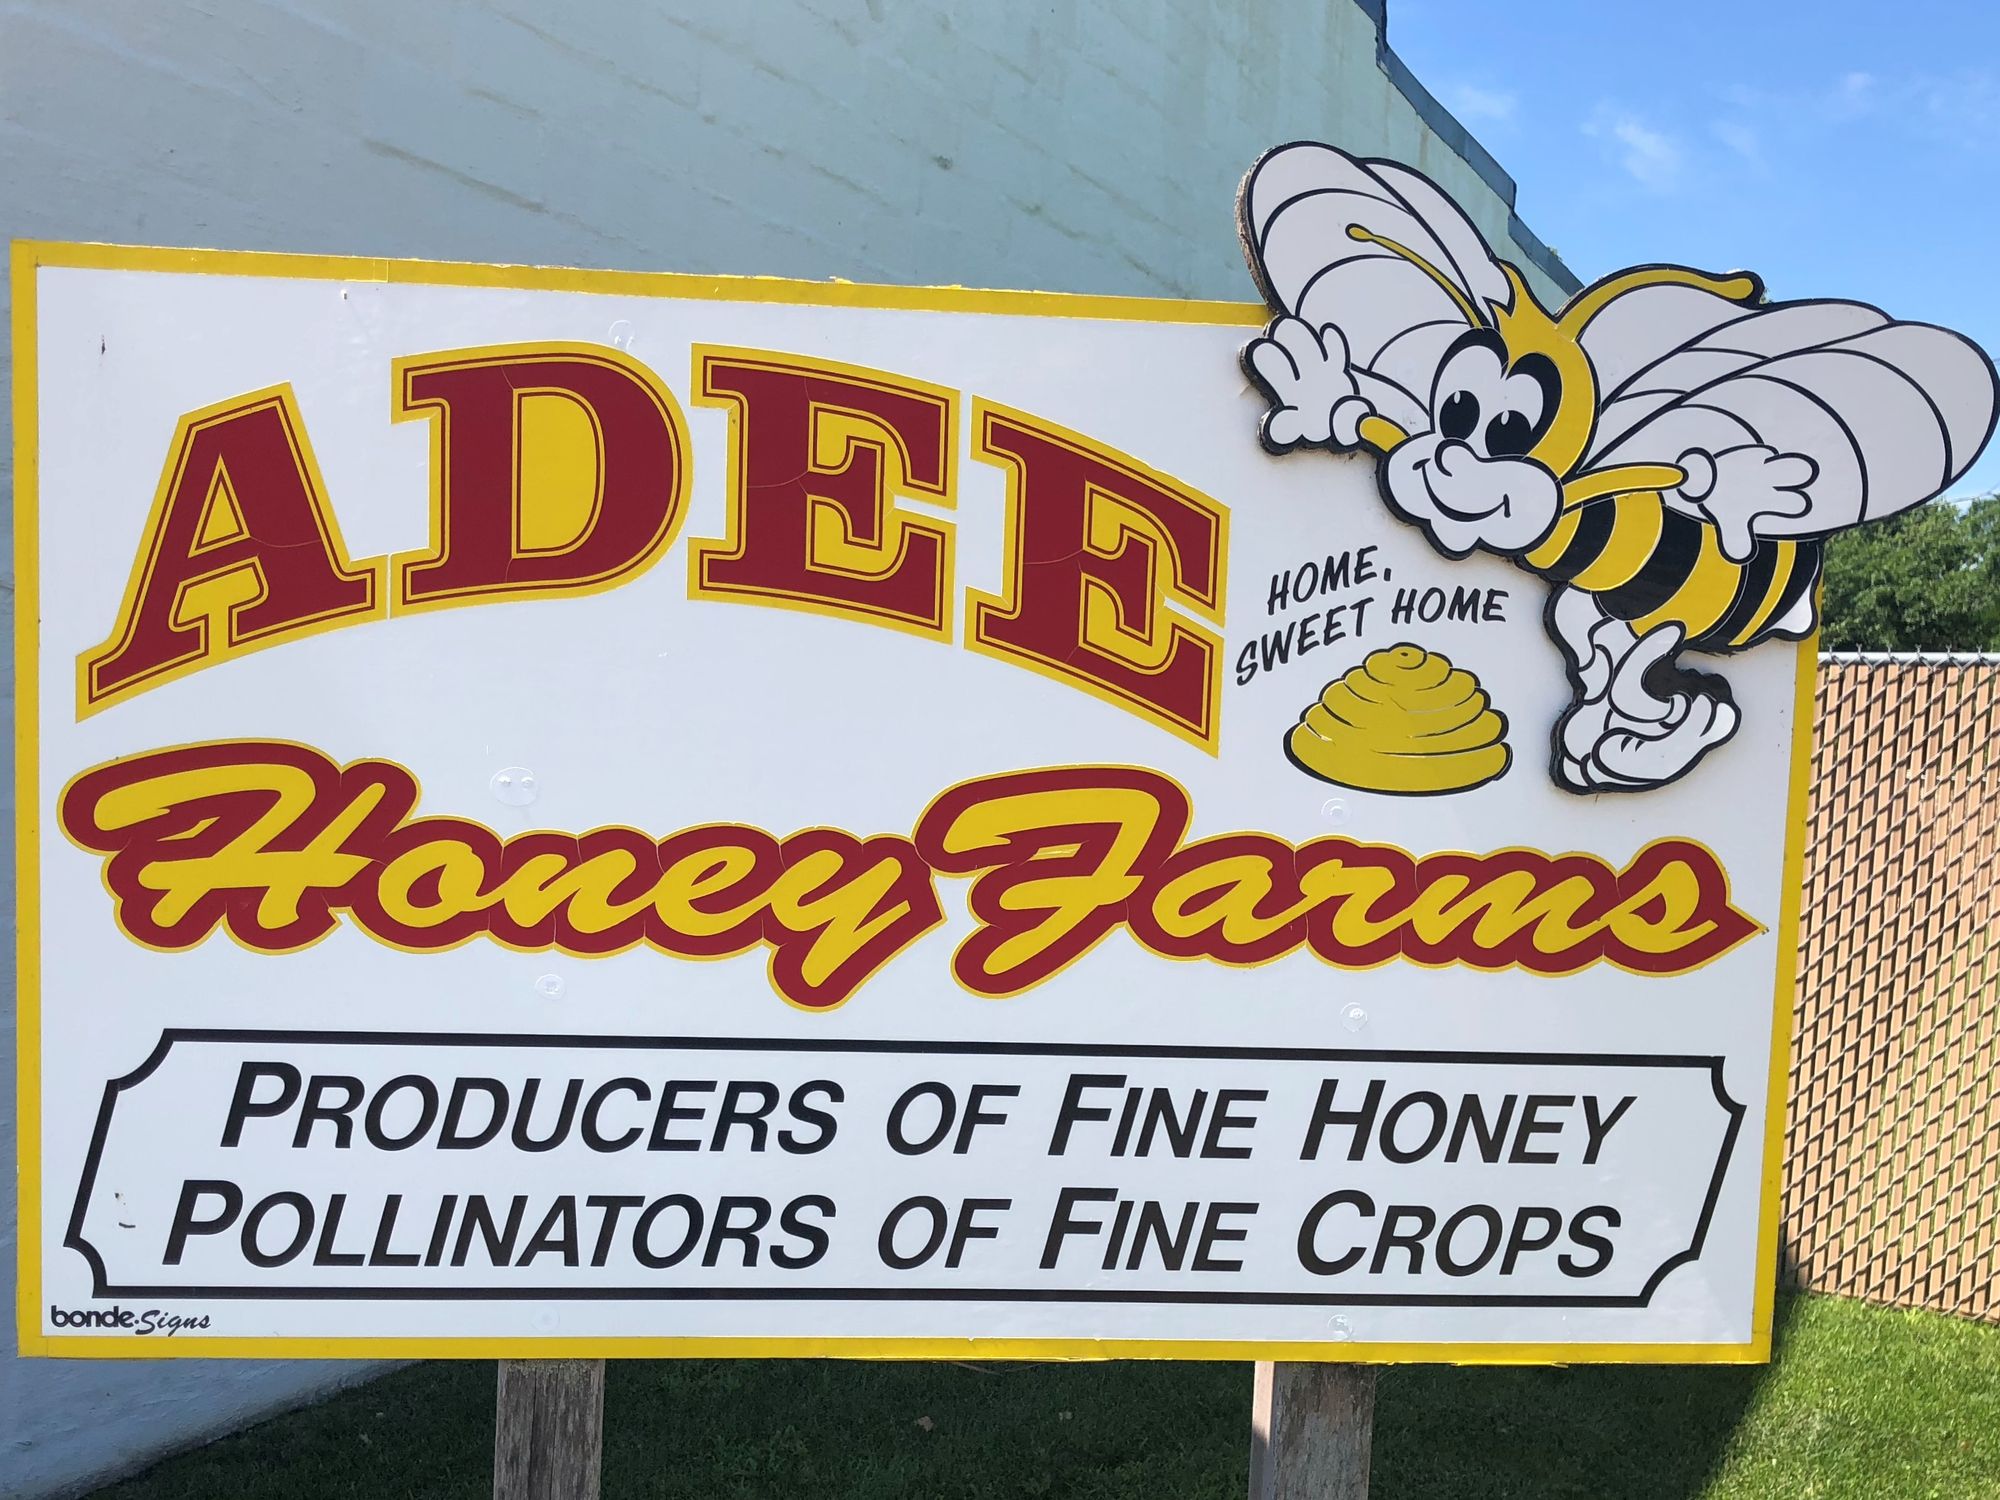 ADEE
HOME,
SWEET HOME
Honey Farms
PRODUCERS OF FINE HONEY
POLLINATORS OF FINE CROPS
bonde•Signs